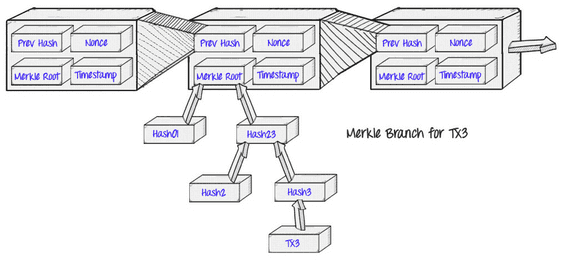 Prev Hash Nonce Prev Hash Nonce Prev Hash Nonce
Merkle Root Timestamp Merkle Root Timestamp Merkle Root Timestamp
Hash01 Hash23 Merkle Branch for TX3
Hash2 Hash3
TX3